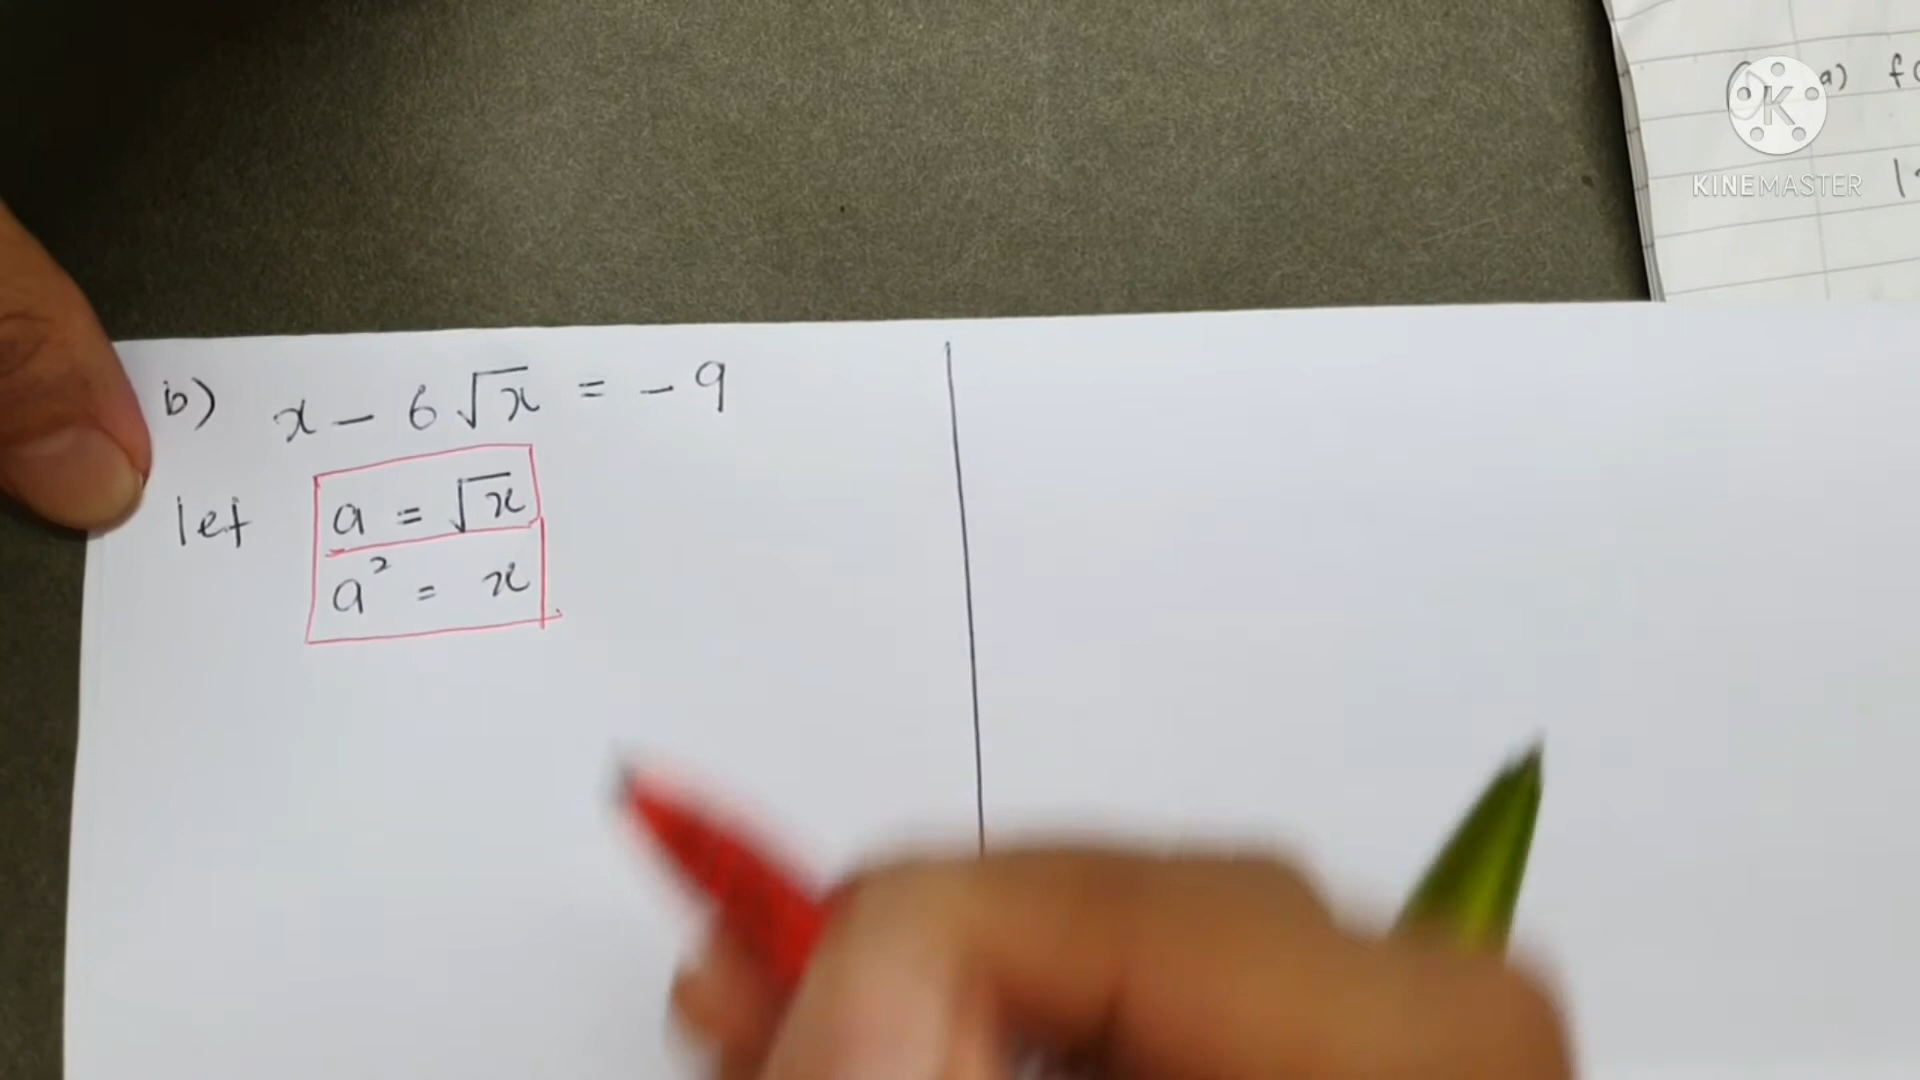 b) x - 6√x = -9
let a = √x
a² = x
a)
KINEMASTER